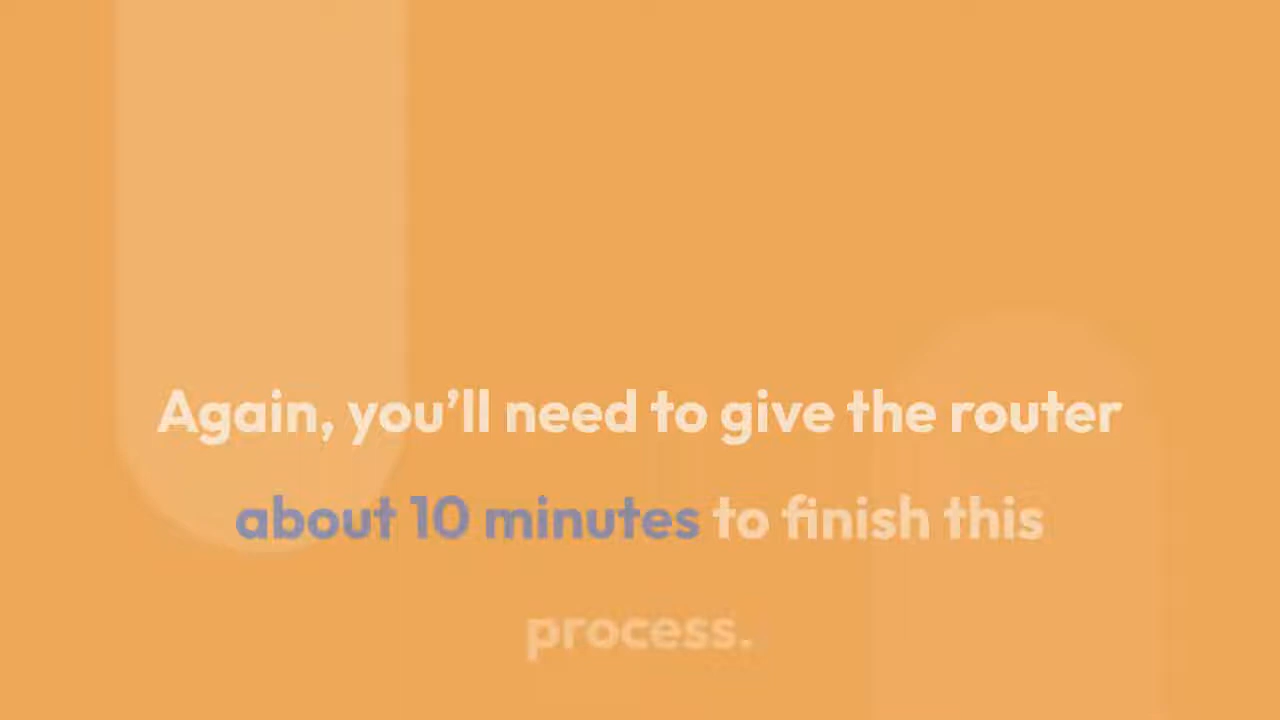 Again, you’ll need to give the router
about 10 minutes to finish this
process.